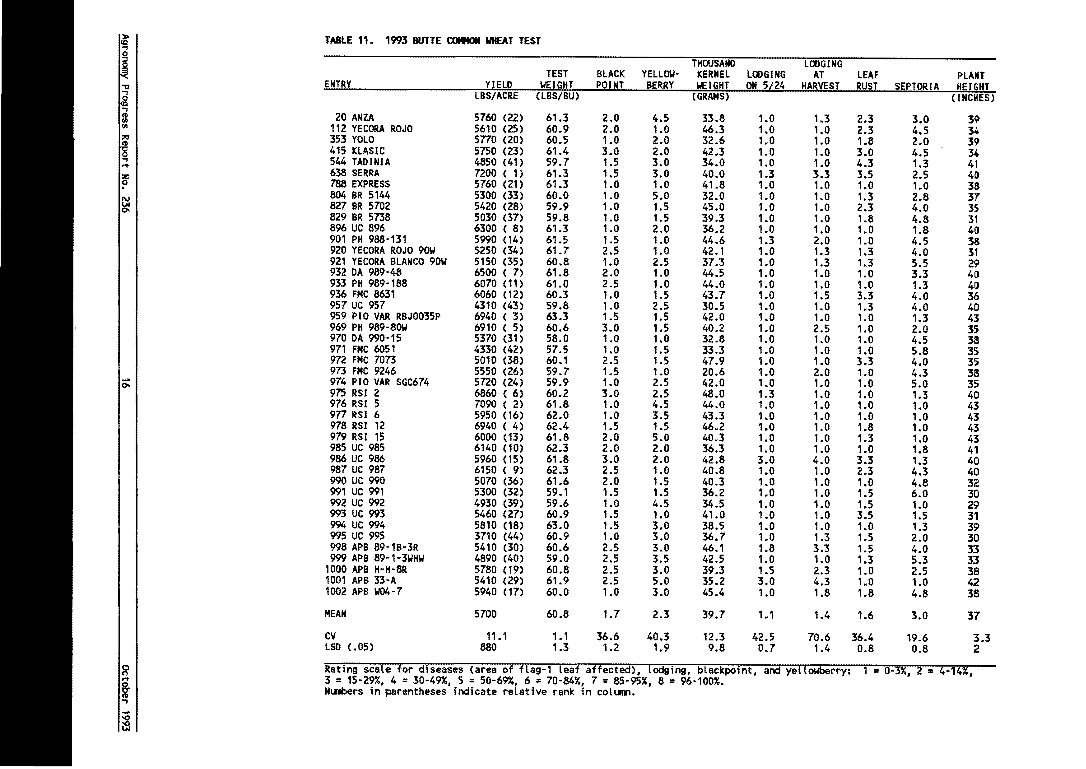 Agronomy Progress Report No. 236
16
October 1993
TABLE 11. 1993 BUTTE COMMON WHEAT TEST
THOUSAND LODGING
TEST BLACK YELLOW- KERNEL LODGING AT LEAF PLANT
ENTRY YIELD WEIGHT POINT BERRY WEIGHT ON 5/24 HARVEST RUST SEPTORIA HEIGHT
LBS/ACRE (LBS/BU) (GRAMS) (INCHES)
20 ANZA 5760 (22) 61.3 2.0 4.5 33.8 1.0 1.3 2.3 3.0 39
112 YECORA ROJO 5610 (25) 60.9 2.0 1.0 46.3 1.0 1.0 2.3 4.5 34
353 YOLO 5770 (20) 60.5 1.0 2.0 32.6 1.0 1.0 1.8 2.0 39
415 KLASIC 5750 (23) 61.4 3.0 2.0 42.3 1.0 1.0 3.0 4.5 34
544 TADINIA 4850 (41) 59.7 1.5 3.0 34.0 1.0 1.0 4.3 1.3 41
638 SERRA 7200 ( 1) 61.3 1.5 3.0 40.0 1.3 3.3 3.5 2.5 40
788 EXPRESS 5760 (21) 61.3 1.0 1.0 41.8 1.0 1.0 1.0 1.0 38
804 BR 5144 5300 (33) 60.0 1.0 5.0 32.0 1.0 1.0 1.3 2.8 37
827 BR 5702 5420 (28) 59.9 1.0 1.5 45.0 1.0 1.0 2.3 4.0 35
829 BR 5738 5030 (37) 59.8 1.0 1.5 39.3 1.0 1.0 1.8 4.8 31
896 UC 896 6300 ( 8) 61.3 1.0 2.0 36.2 1.0 1.0 1.0 1.8 40
901 PH 988-131 5990 (14) 61.5 1.5 1.0 44.6 1.3 2.0 1.0 4.5 38
920 YECORA ROJO 90W 5250 (34) 61.7 2.5 1.0 42.1 1.0 1.3 1.3 4.0 31
921 YECORA BLANCO 90W 5150 (35) 60.8 1.0 2.5 37.3 1.0 1.3 1.3 5.5 29
932 DA 989-48 6500 ( 7) 61.8 2.0 1.0 44.5 1.0 1.0 1.0 3.3 40
933 PH 989-188 6070 (11) 61.0 2.5 1.0 44.0 1.0 1.0 1.0 1.3 40
936 FMC 8631 6060 (12) 60.3 1.0 1.5 43.7 1.0 1.5 3.3 4.0 36
957 UC 957 4310 (43) 59.8 1.0 2.5 30.5 1.0 1.0 1.3 4.0 40
959 PIO VAR RBJ0035P 6940 ( 3) 63.3 1.5 1.5 42.0 1.0 1.0 1.0 1.3 43
969 PH 989-80W 6910 ( 5) 60.6 3.0 1.5 40.2 1.0 2.5 1.0 2.0 35
970 DA 990-15 5370 (31) 58.0 1.0 1.0 32.8 1.0 1.0 1.0 4.5 38
971 FMC 6051 4330 (42) 57.5 1.0 1.5 33.3 1.0 1.0 1.0 5.8 35
972 FMC 7073 5010 (38) 60.1 2.5 1.5 47.9 1.0 1.0 3.3 4.0 35
973 FMC 9246 5550 (26) 59.7 1.5 1.0 20.6 1.0 2.0 1.0 4.3 38
974 PIO VAR SGC674 5720 (24) 59.9 1.0 2.5 42.0 1.0 1.0 1.0 5.0 35
975 RSI 2 6860 ( 6) 60.2 3.0 2.5 48.0 1.3 1.0 1.0 1.3 40
976 RSI 5 7090 ( 2) 61.8 1.0 4.5 44.0 1.0 1.0 1.0 1.0 43
977 RSI 6 5950 (16) 62.0 1.0 3.5 43.3 1.0 1.0 1.0 1.0 43
978 RSI 12 6940 ( 4) 62.4 1.5 1.5 46.2 1.0 1.0 1.8 1.0 43
979 RSI 15 6000 (13) 61.8 2.0 5.0 40.3 1.0 1.0 1.3 1.0 43
985 UC 985 6140 (10) 62.3 2.0 2.0 36.3 1.0 1.0 1.0 1.8 41
986 UC 986 5960 (15) 61.8 3.0 2.0 42.8 3.0 4.0 3.3 1.3 40
987 UC 987 6150 ( 9) 62.3 2.5 1.0 40.8 1.0 1.0 2.3 4.3 40
990 UC 990 5070 (36) 61.6 2.0 1.5 40.3 1.0 1.0 1.0 4.8 32
991 UC 991 5300 (32) 59.1 1.5 1.5 36.2 1.0 1.0 1.5 6.0 30
992 UC 992 4930 (39) 59.6 1.0 4.5 34.5 1.0 1.0 1.5 1.0 29
993 UC 993 5460 (27) 60.9 1.5 1.0 41.0 1.0 1.0 3.5 1.5 31
994 UC 994 5810 (18) 63.0 1.5 3.0 38.5 1.0 1.0 1.0 1.3 39
995 UC 995 3710 (44) 60.9 1.0 3.0 36.7 1.0 1.3 1.5 2.0 30
998 APB 89-1B-3R 5410 (30) 60.6 2.5 3.0 46.1 1.8 3.3 1.5 4.0 33
999 APB 89-1-3WHW 4890 (40) 59.0 2.5 3.5 42.5 1.0 1.0 1.3 5.3 33
1000 APB H-H-8R 5780 (19) 60.8 2.5 3.0 39.3 1.5 2.3 1.0 2.5 38
1001 APB 33-A 5410 (29) 61.9 2.5 5.0 35.2 3.0 4.3 1.0 1.0 42
1002 APB W04-7 5940 (17) 60.0 1.0 3.0 45.4 1.0 1.8 1.8 4.8 38
MEAN 5700 60.8 1.7 2.3 39.7 1.1 1.4 1.6 3.0 37
CV 11.1 1.1 36.6 40.3 12.3 42.5 70.6 36.4 19.6 3.3
LSD (.05) 880 1.3 1.2 1.9 9.8 0.7 1.4 0.8 0.8 2
Rating scale for diseases (area of flag-1 leaf affected), lodging, blackpoint, and yellowberry: 1 = 0-3%, 2 = 4-14%,
3 = 15-29%, 4 = 30-49%, 5 = 50-69%, 6 = 70-84%, 7 = 85-95%, 8 = 96-100%.
Numbers in parentheses indicate relative rank in column.